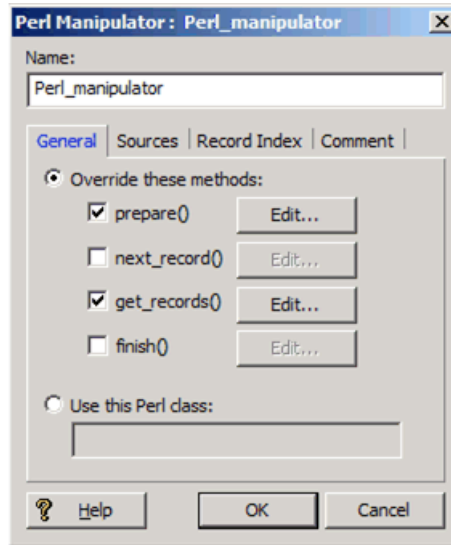 Perl Manipulator: Perl_manipulator
Name:
Perl_manipulator
General Sources Record Index Comment
Override these methods:
prepare() Edit...
next_record() Edit...
get_records() Edit...
finish() Edit...
Use this Perl class:
Help OK Cancel